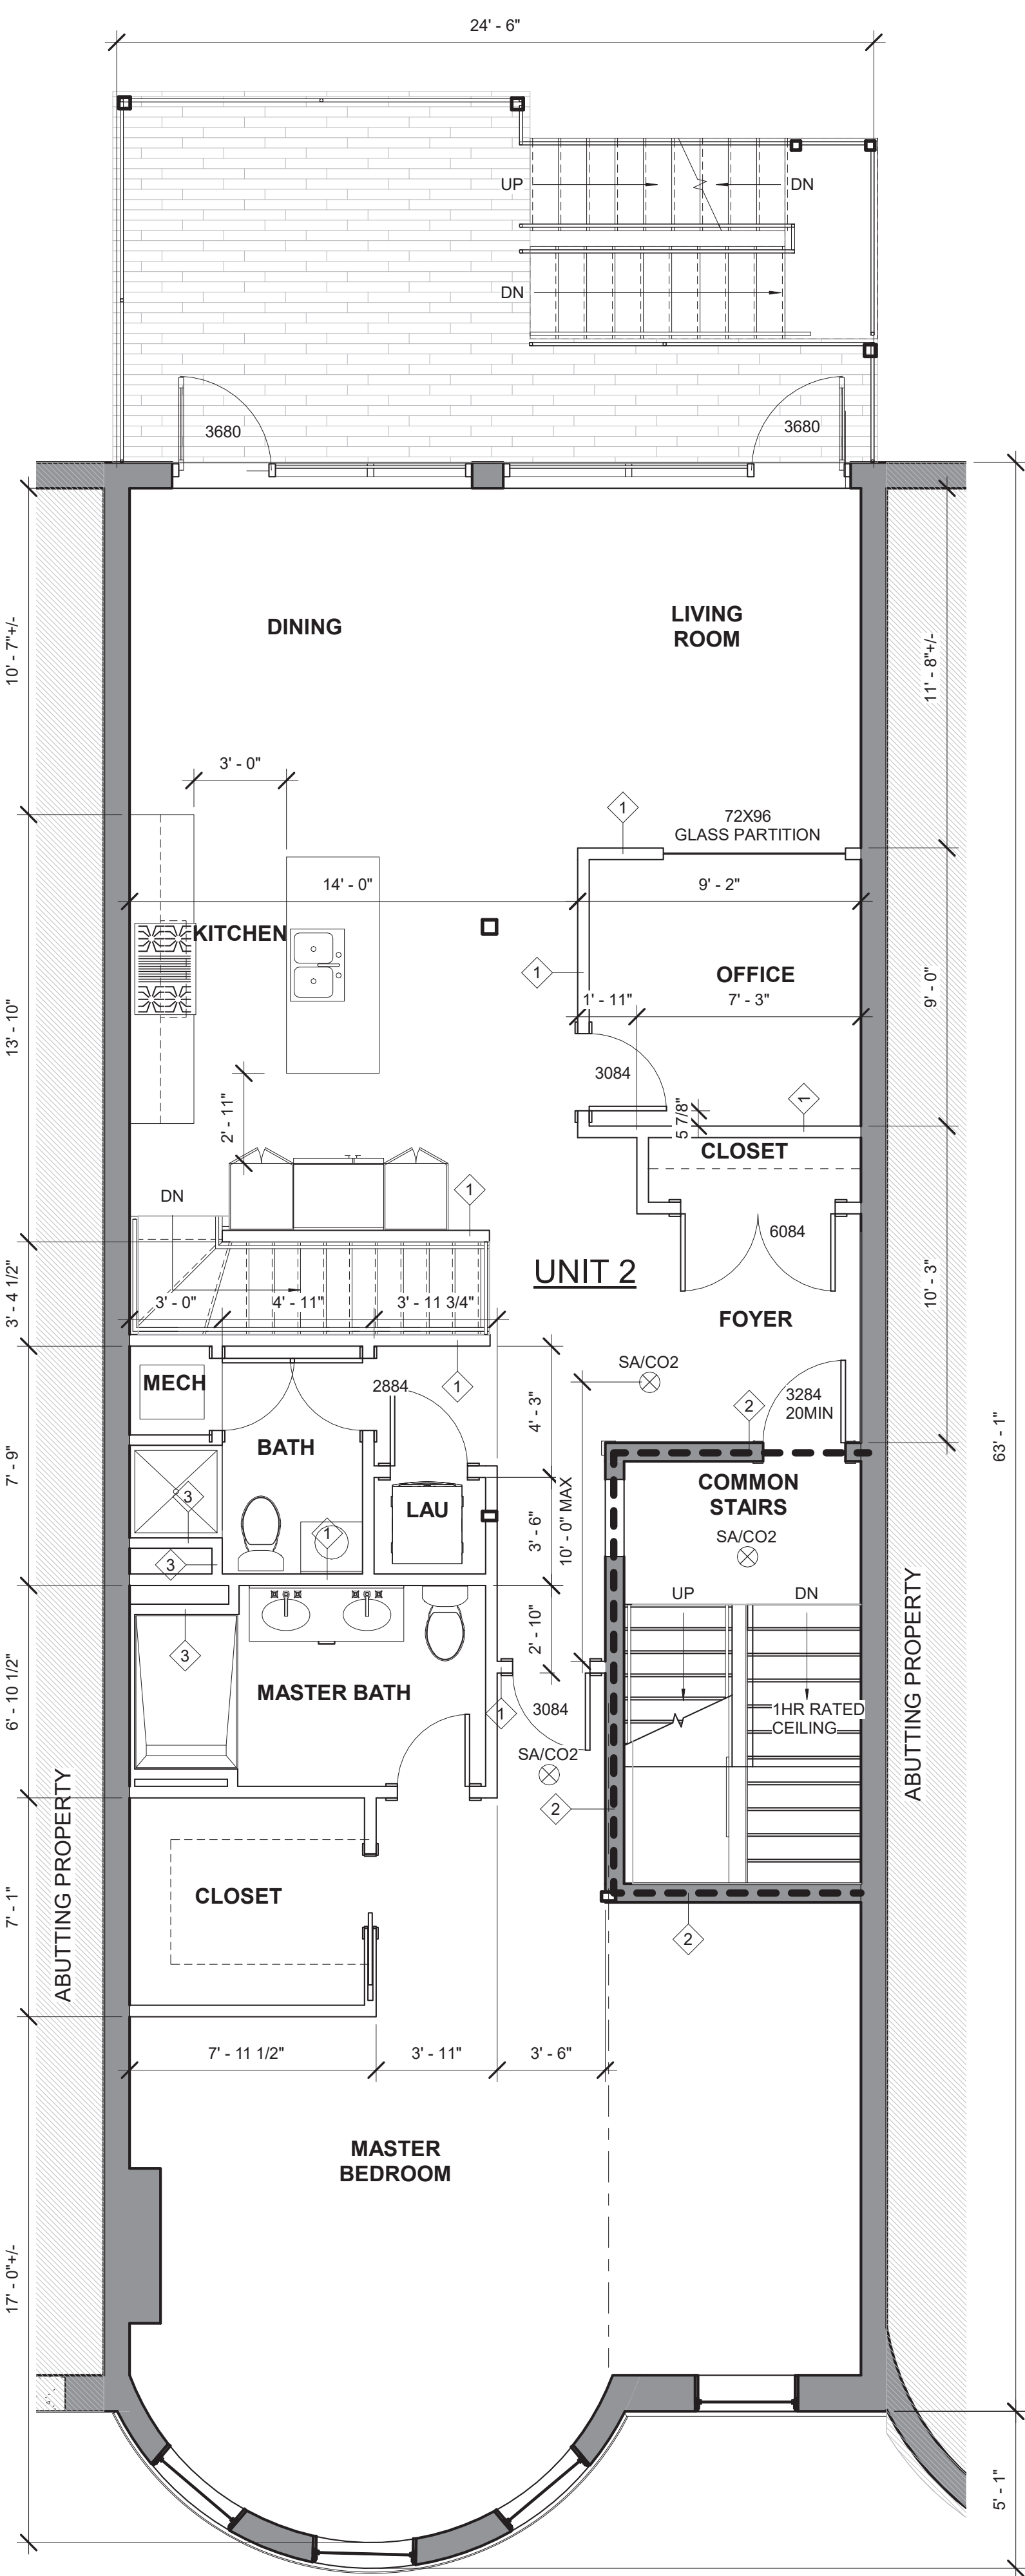 24' - 6"
UP
DN
DN
3680
3680
DINING
LIVING
ROOM
10' - 7"+/-
11' - 8"+/-
3' - 0"
1
72X96
GLASS PARTITION
14' - 0"
9' - 2"
KITCHEN
1
OFFICE
1' - 11"
7' - 3"
9' - 0"
13' - 10"
3084
2' - 11"
5 7/8"
1
CLOSET
DN
1
6084
UNIT 2
10' - 3"
3' - 4 1/2"
3' - 0"
4' - 11"
3' - 11 3/4"
FOYER
SA/CO2
MECH
2884
1
4' - 3"
3284
20MIN
2
63' - 1"
BATH
7' - 9"
COMMON
STAIRS
3
LAU
1
3' - 6"
10' - 0" MAX
SA/CO2
3
UP
DN
2' - 10"
ABUTTING PROPERTY
3
6' - 10 1/2"
MASTER BATH
1
3084
1HR RATED
CEILING
SA/CO2
2
ABUTTING PROPERTY
CLOSET
7' - 1"
2
7' - 11 1/2"
3' - 11"
3' - 6"
MASTER
BEDROOM
17' - 0"+/-
5' - 1"